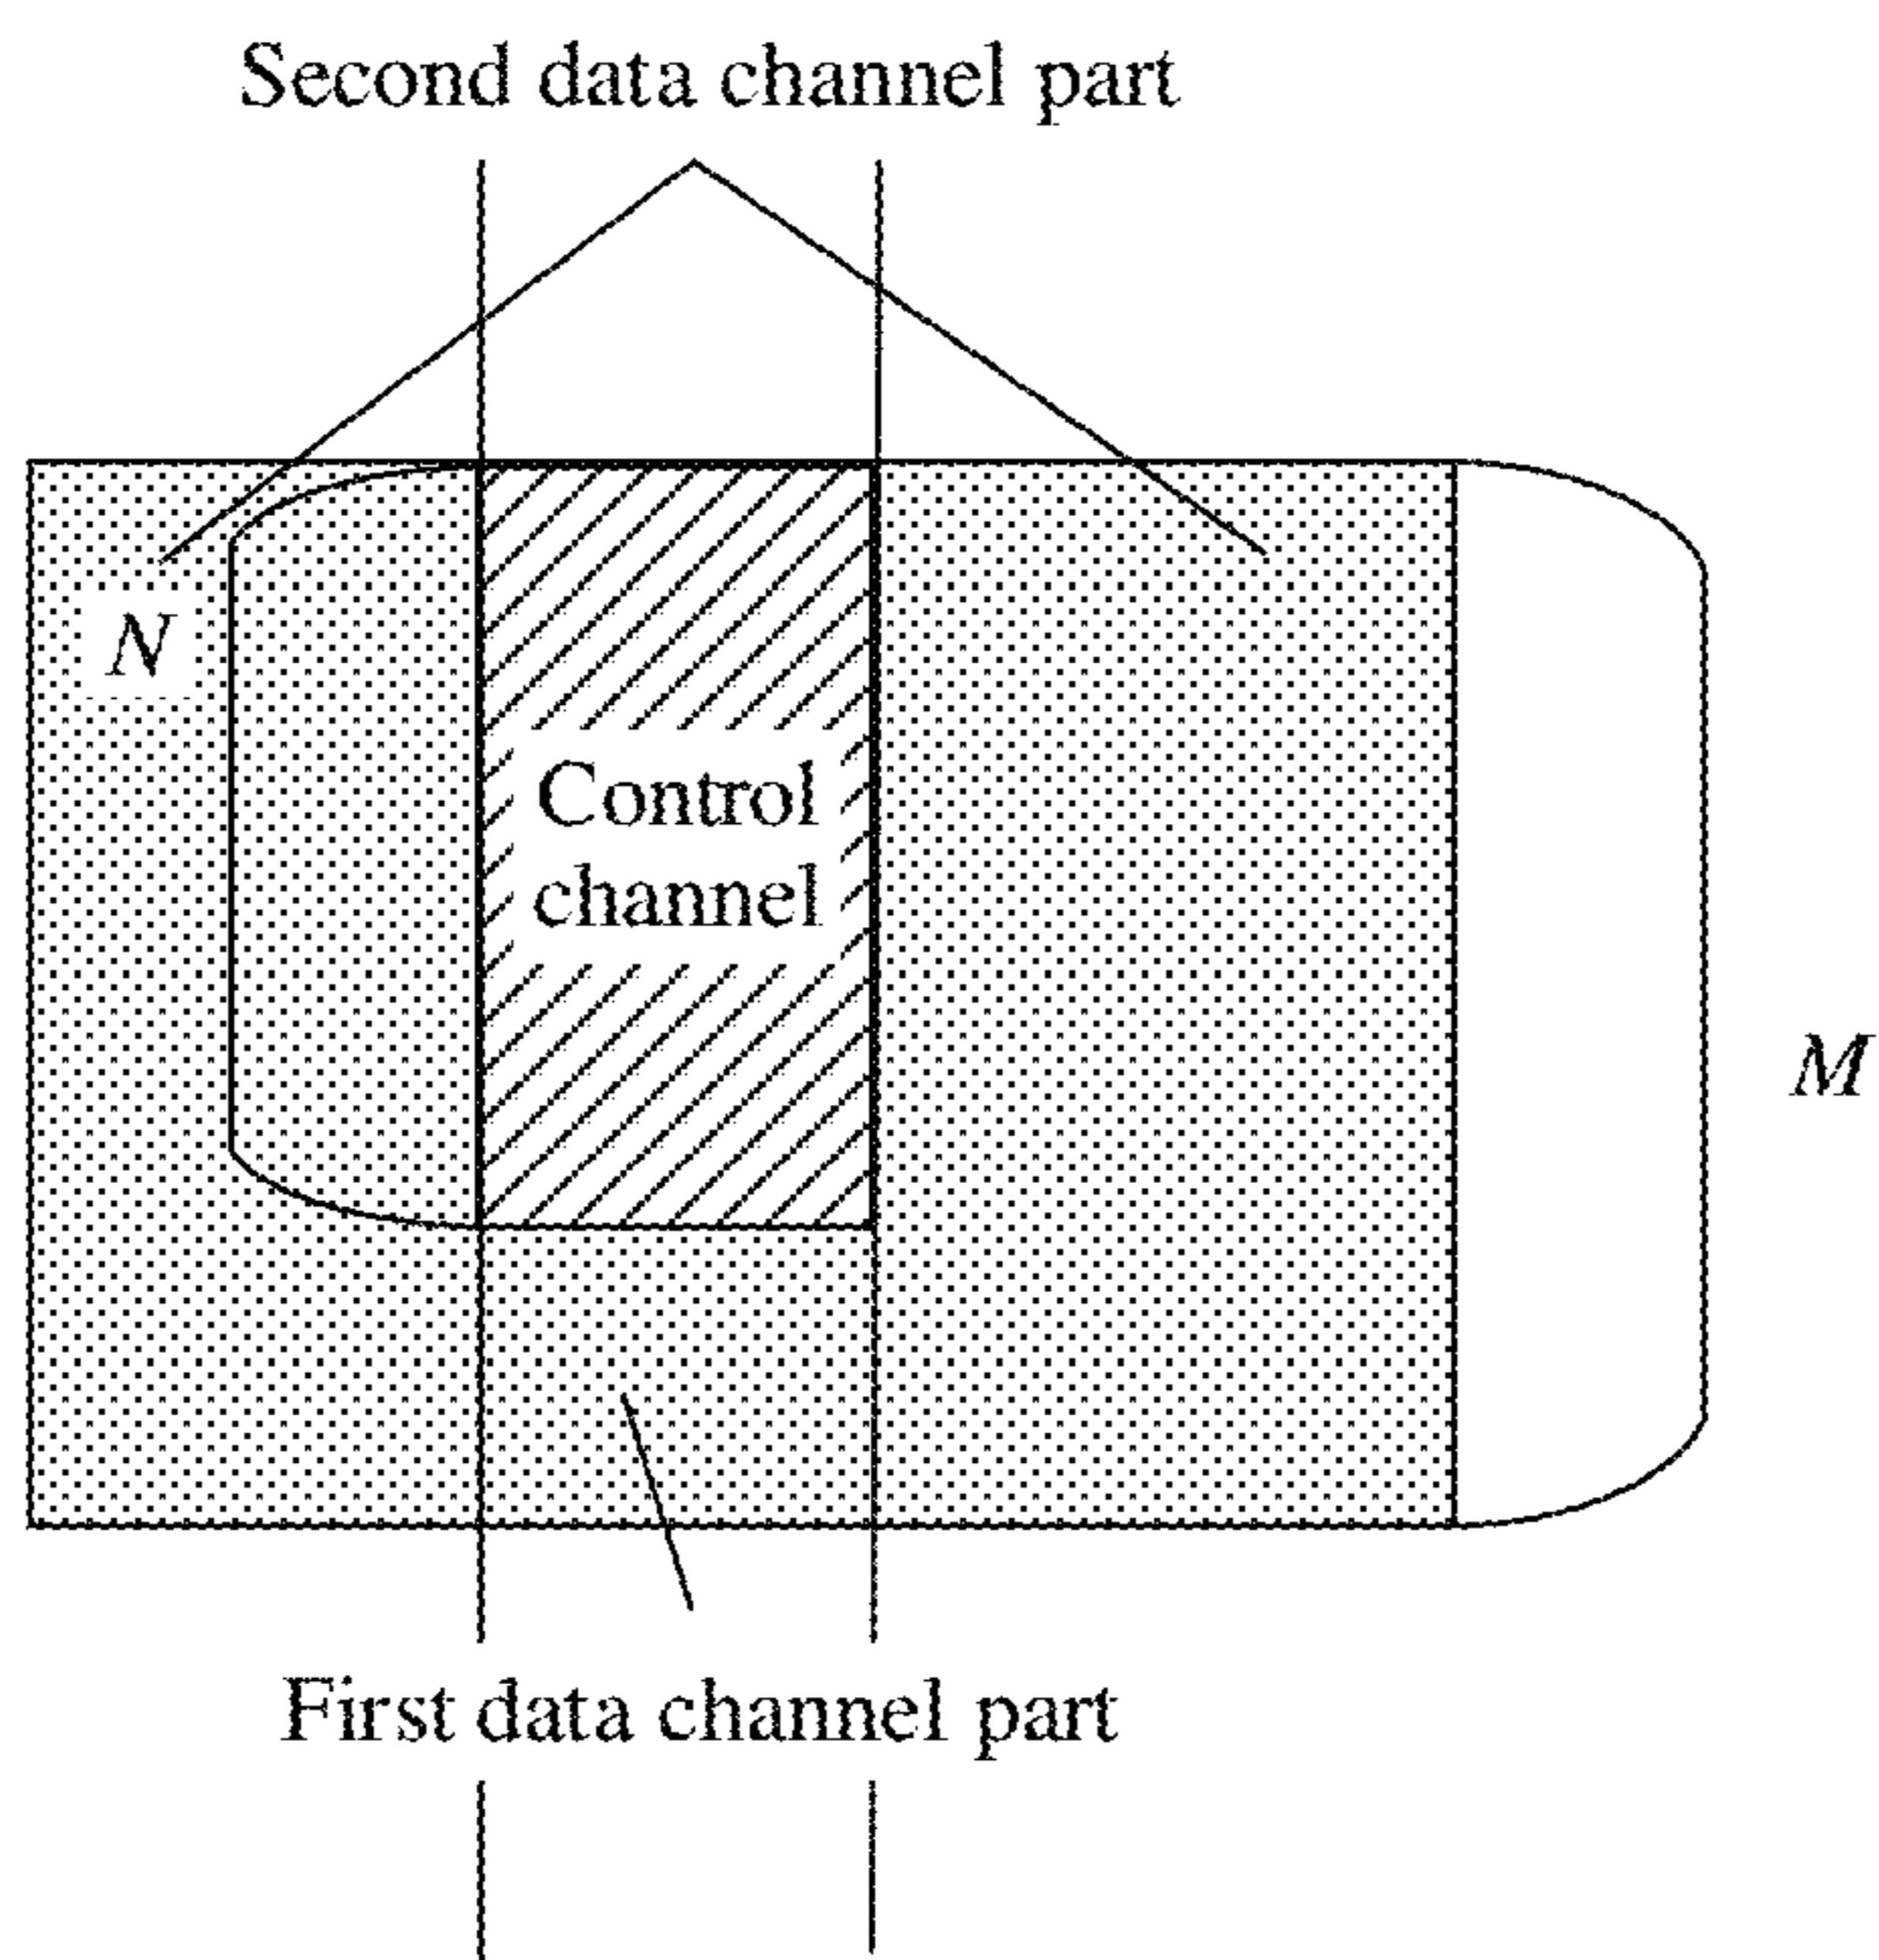 Second data channel part
N
Control
channel
M
First data channel part